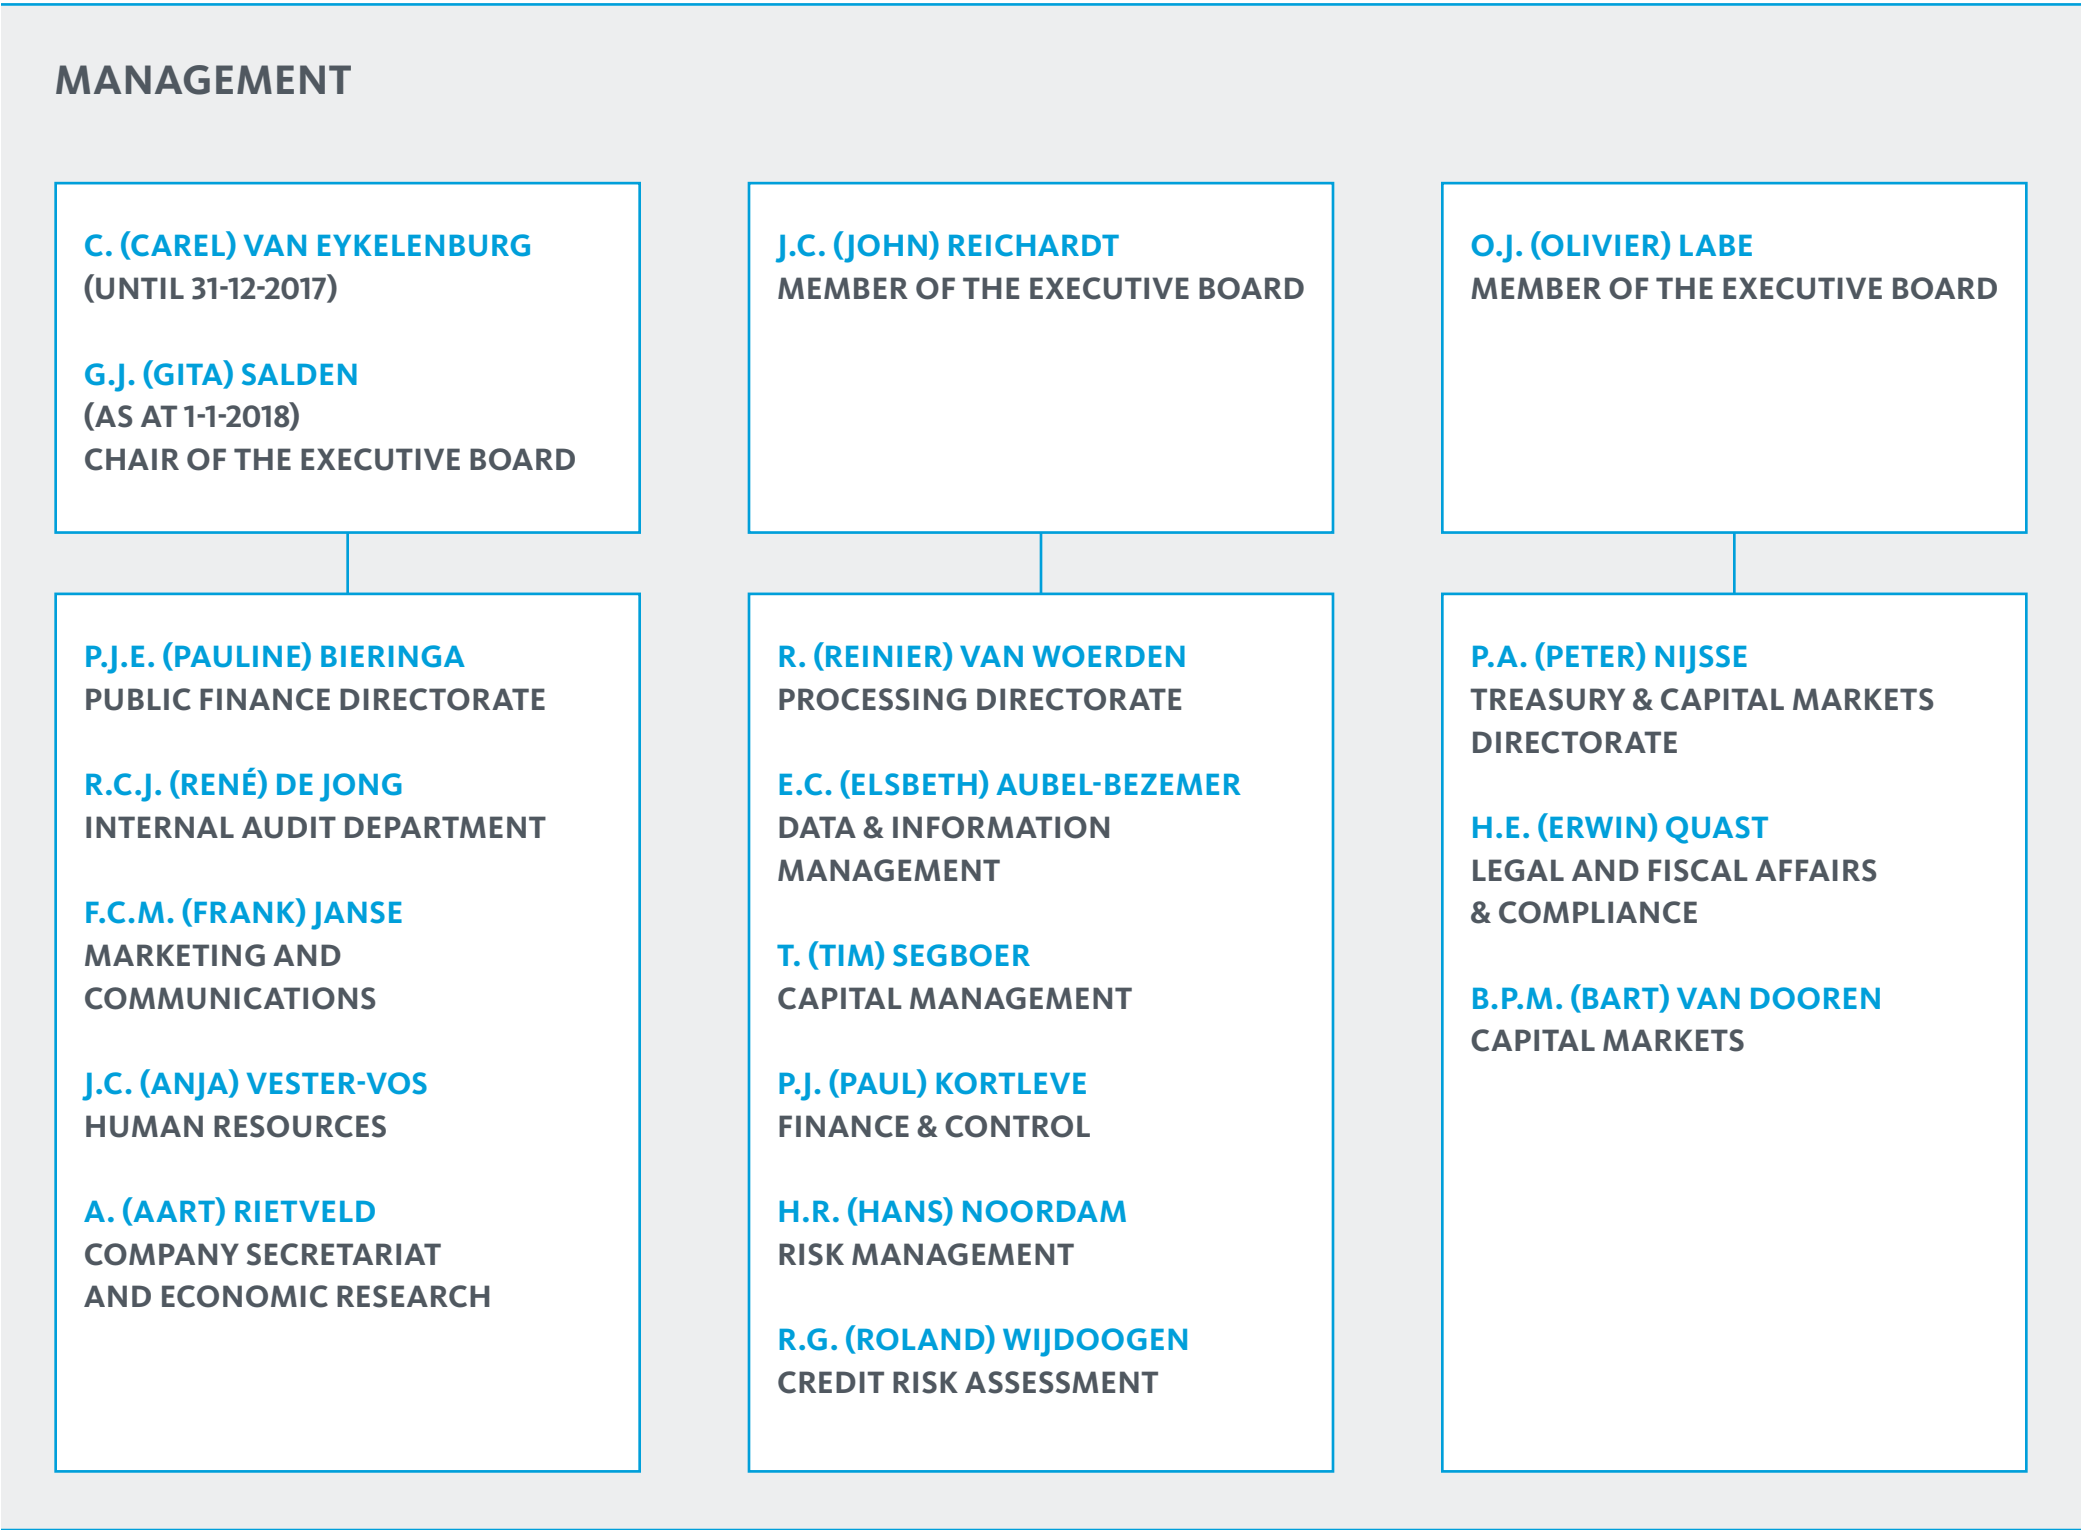 MANAGEMENT
C. (CAREL) VAN EYKELENBURG
(UNTIL 31-12-2017)
G.J. (GITA) SALDEN
(AS AT 1-1-2018)
CHAIR OF THE EXECUTIVE BOARD
P.J.E. (PAULINE) BIERINGA
PUBLIC FINANCE DIRECTORATE
R.C.J. (RENÉ) DE JONG
INTERNAL AUDIT DEPARTMENT
F.C.M. (FRANK) JANSE
MARKETING AND
COMMUNICATIONS
J.C. (ANJA) VESTER-VOS
HUMAN RESOURCES
A. (AART) RIETVELD
COMPANY SECRETARIAT
AND ECONOMIC RESEARCH
J.C. (JOHN) REICHARDT
MEMBER OF THE EXECUTIVE BOARD
R. (REINIER) VAN WOERDEN
PROCESSING DIRECTORATE
E.C. (ELSBETH) AUBEL-BEZEMER
DATA & INFORMATION
MANAGEMENT
T. (TIM) SEGBOER
CAPITAL MANAGEMENT
P.J. (PAUL) KORTLEVE
FINANCE & CONTROL
H.R. (HANS) NOORDAM
RISK MANAGEMENT
R.G. (ROLAND) WIJDOOGEN
CREDIT RISK ASSESSMENT
O.J. (OLIVIER) LABE
MEMBER OF THE EXECUTIVE BOARD
P.A. (PETER) NIJSSE
TREASURY & CAPITAL MARKETS
DIRECTORATE
H.E. (ERWIN) QUAST
LEGAL AND FISCAL AFFAIRS
& COMPLIANCE
B.P.M. (BART) VAN DOOREN
CAPITAL MARKETS